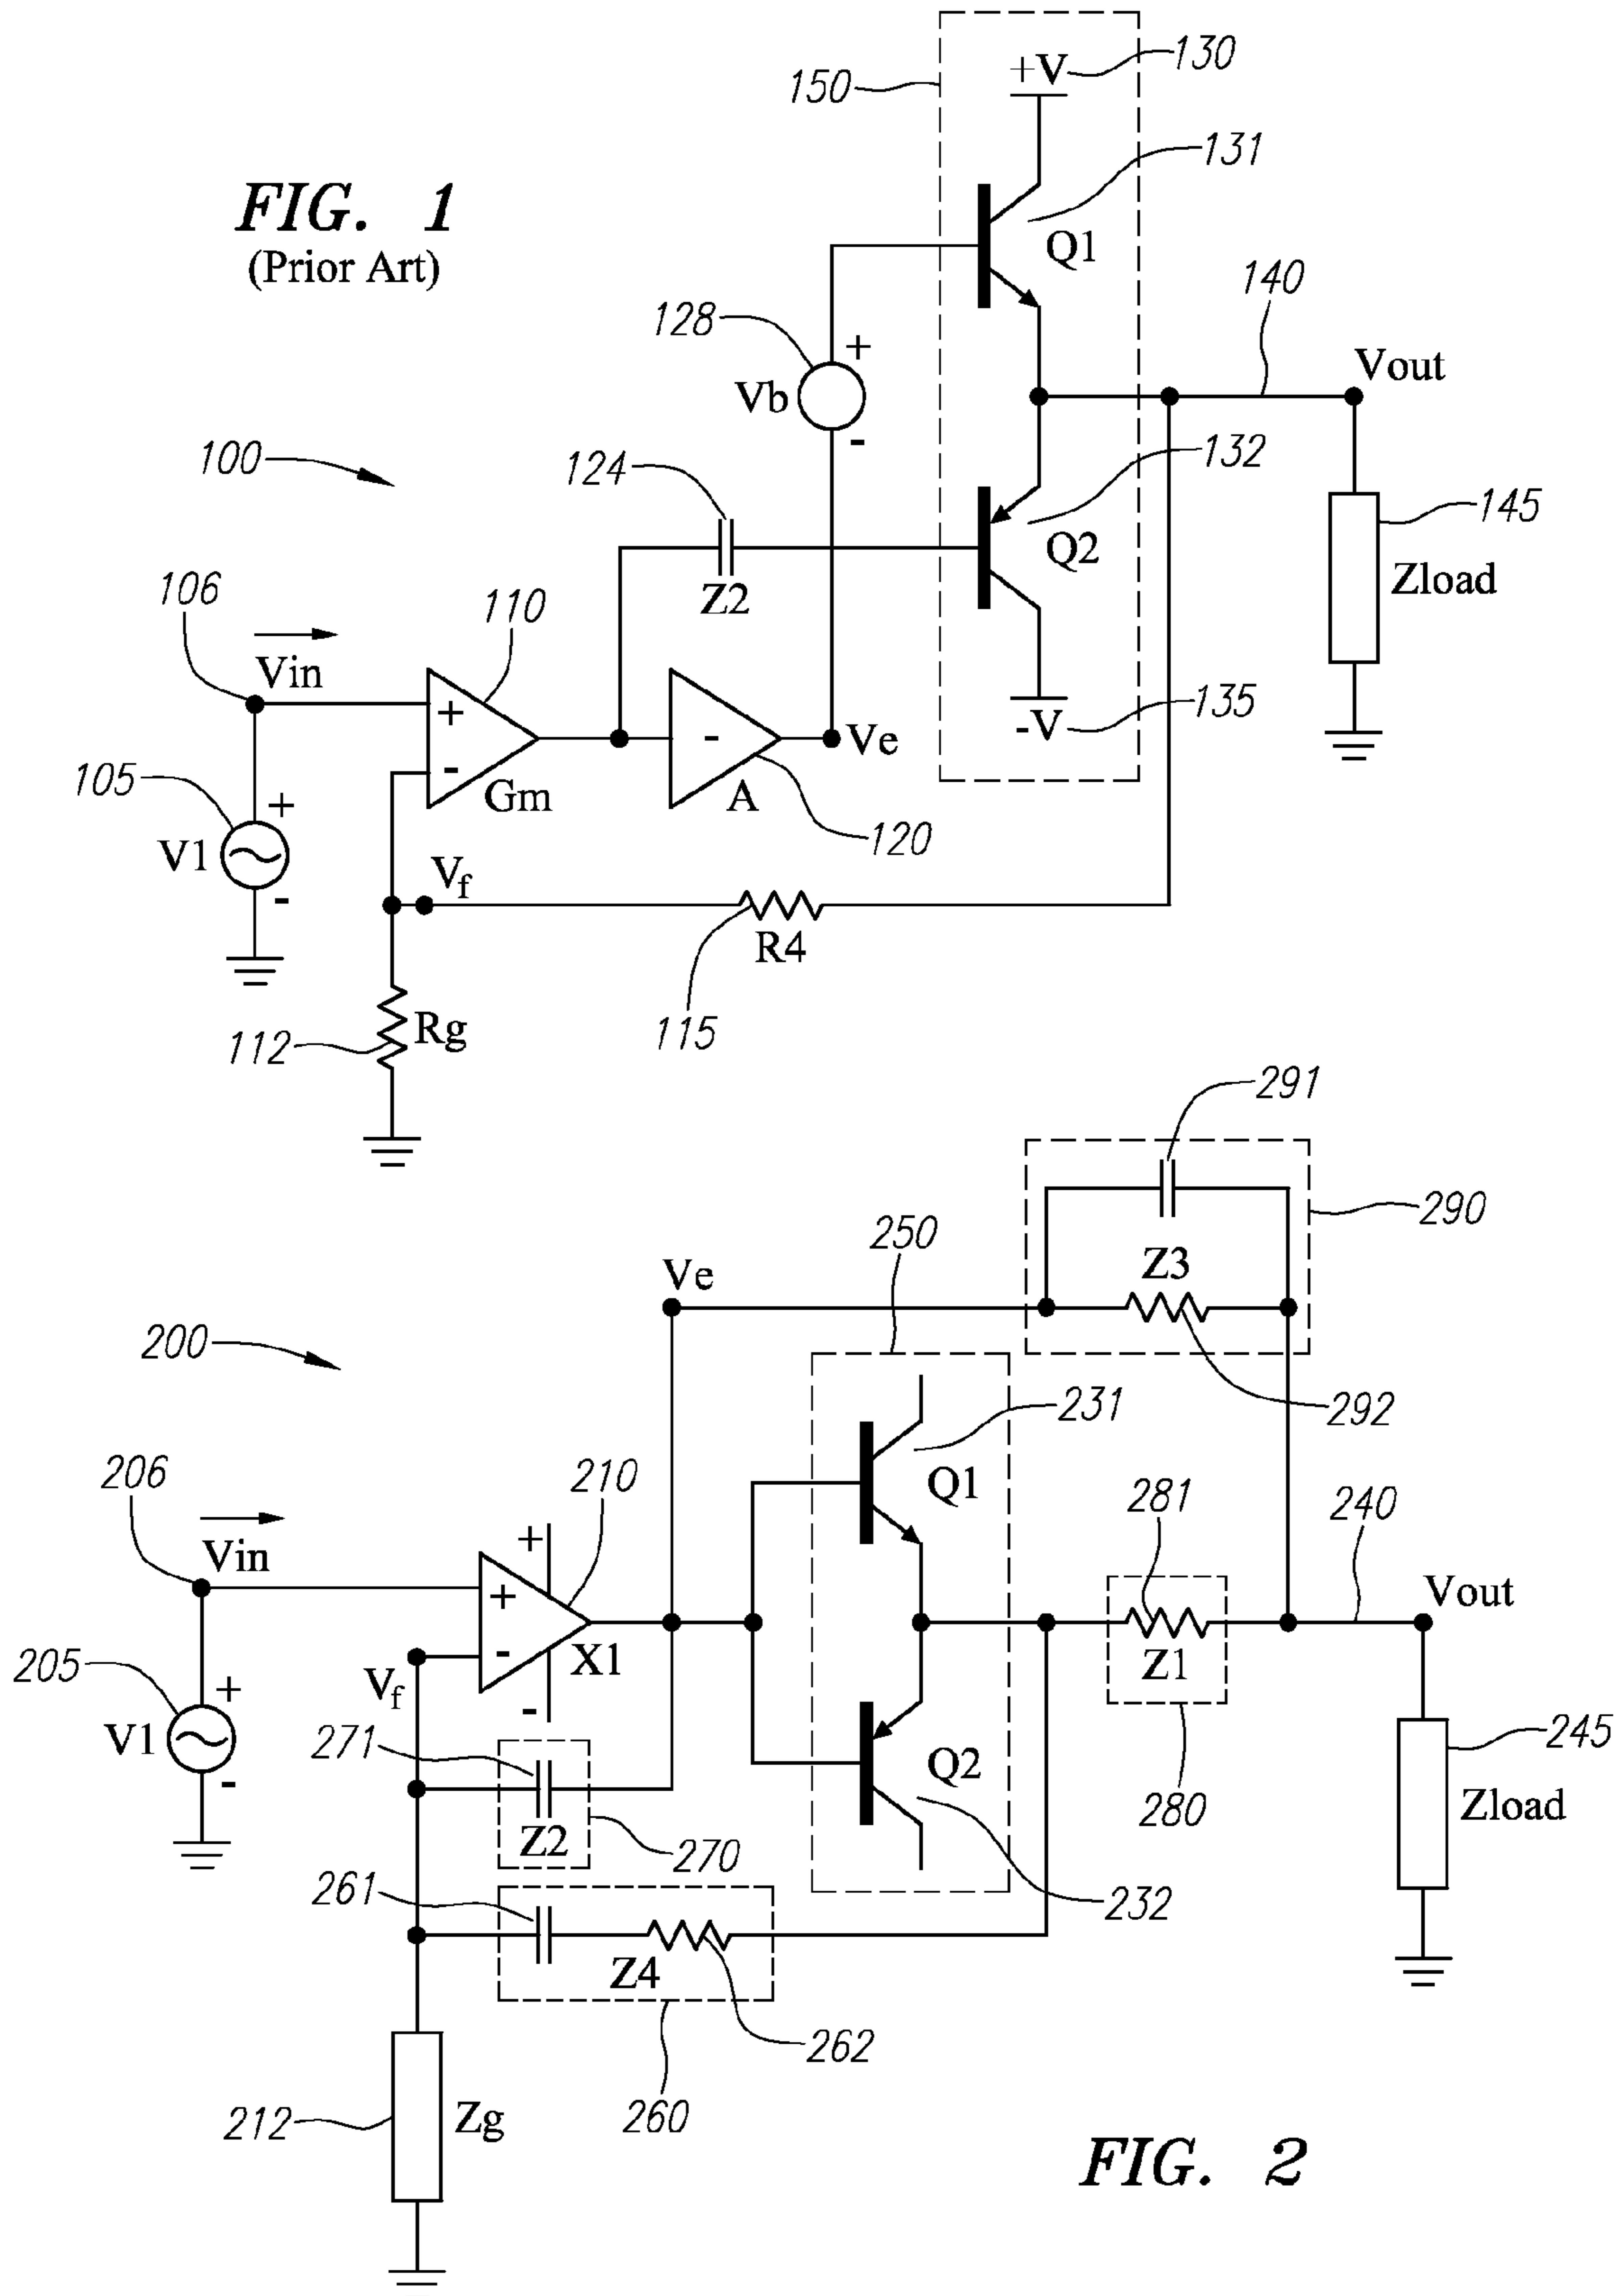 FIG. 1
(Prior Art)
150
+V
130
131
Q1
128
+
Vb
-
140
Vout
100
124
Z2
132
Q2
145
Zload
106
Vin
110
+
-
Gm
-
A
120
Ve
-V
135
105
+
V1
-
Vf
R4
115
112
Rg
291
290
Z3
292
250
Ve
200
231
Q1
206
Vin
210
+
+
-
X1
-
281
Z1
280
240
Vout
205
+
V1
-
Vf
271
Z2
270
Q2
232
245
Zload
261
Z4
262
260
212
Zg
FIG. 2